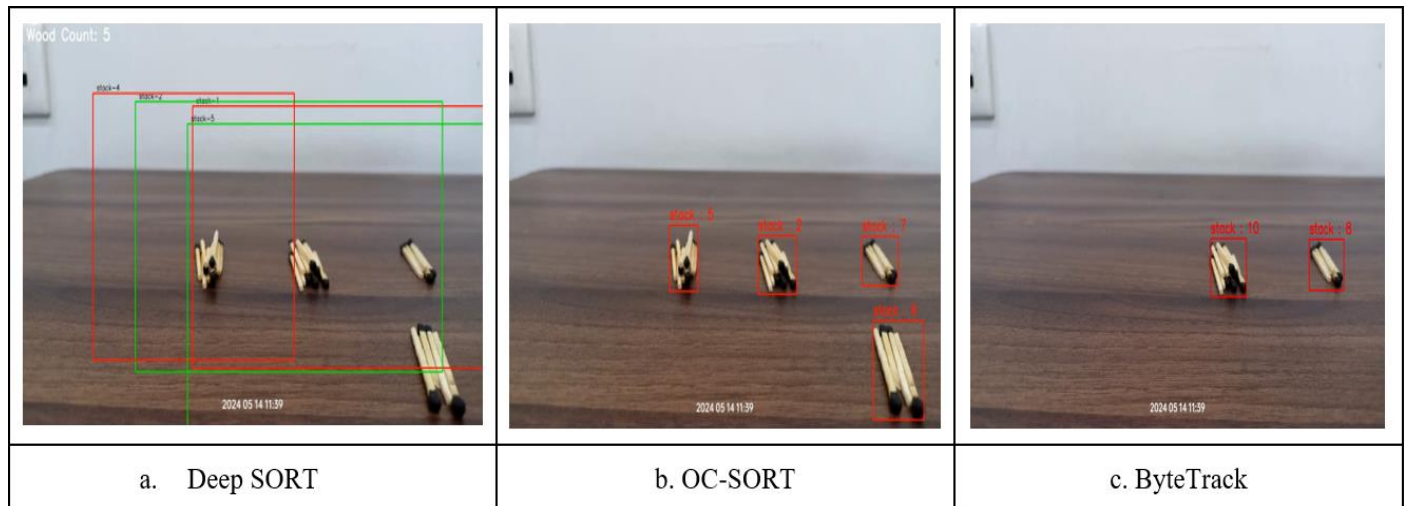 Wood Count: 5
stock-4
stock-2
stock-1
stock-5
2024 05 14 11:39
stock : 5
stock : 7
stock :
stock :
2024 05 14 11:39
stock : 10
stock : 8
2024 05 14 11:39
a. Deep SORT
b. OC-SORT
c. ByteTrack